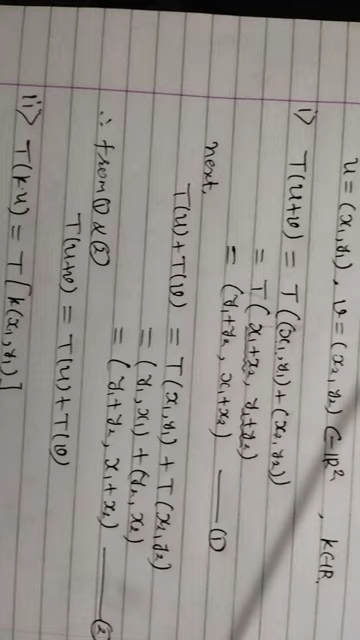 u = (x₁, y₁), v = (x₂, y₂) ∈ ℝ², k∈ℝ.
i> T(u+v) = T((x₁, y₁) + (x₂, y₂))
= T(x₁+x₂, y₁+y₂)
= (y₁+y₂, x₁+x₂) —— ①
next,
T(u) + T(v) = T(x₁, y₁) + T(x₂, y₂)
= (y₁, x₁) + (y₂, x₂)
= (y₁+y₂, x₁+x₂) —— ②
∴ from ① & ②
T(u+v) = T(u) + T(v)
ii> T(k·u) = T[k(x₁, y₁)]